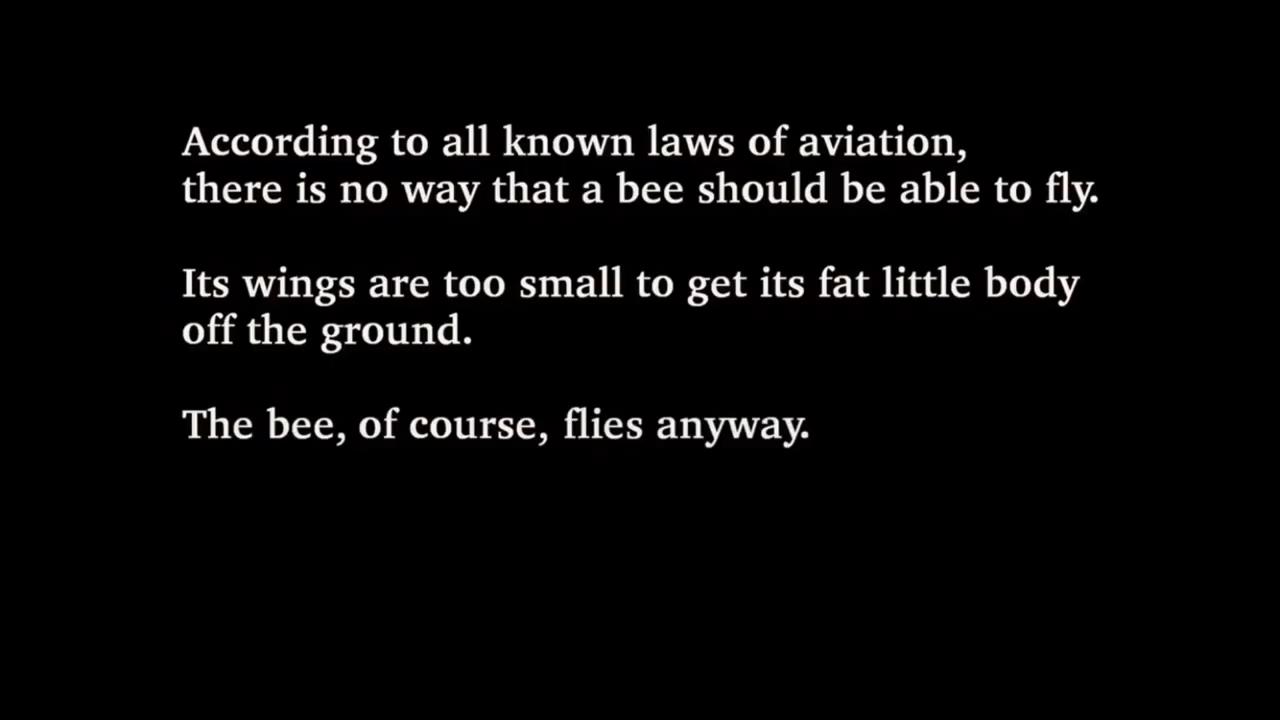 According to all known laws of aviation,
there is no way that a bee should be able to fly.
Its wings are too small to get its fat little body
off the ground.
The bee, of course, flies anyway.